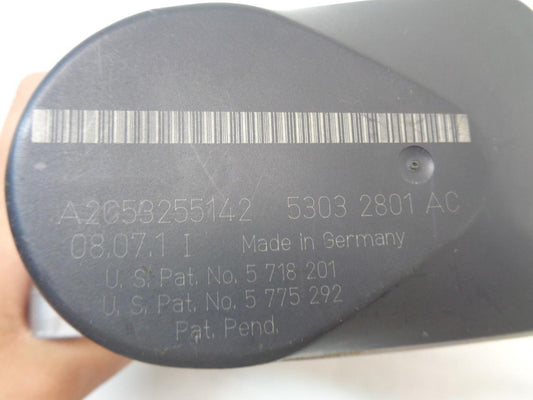 A2053255142 5303 2801 AC
08.07.1 I Made in Germany
U. S. Pat. No. 5 718 201
U. S. Pat. No. 5 775 292
Pat. Pend.